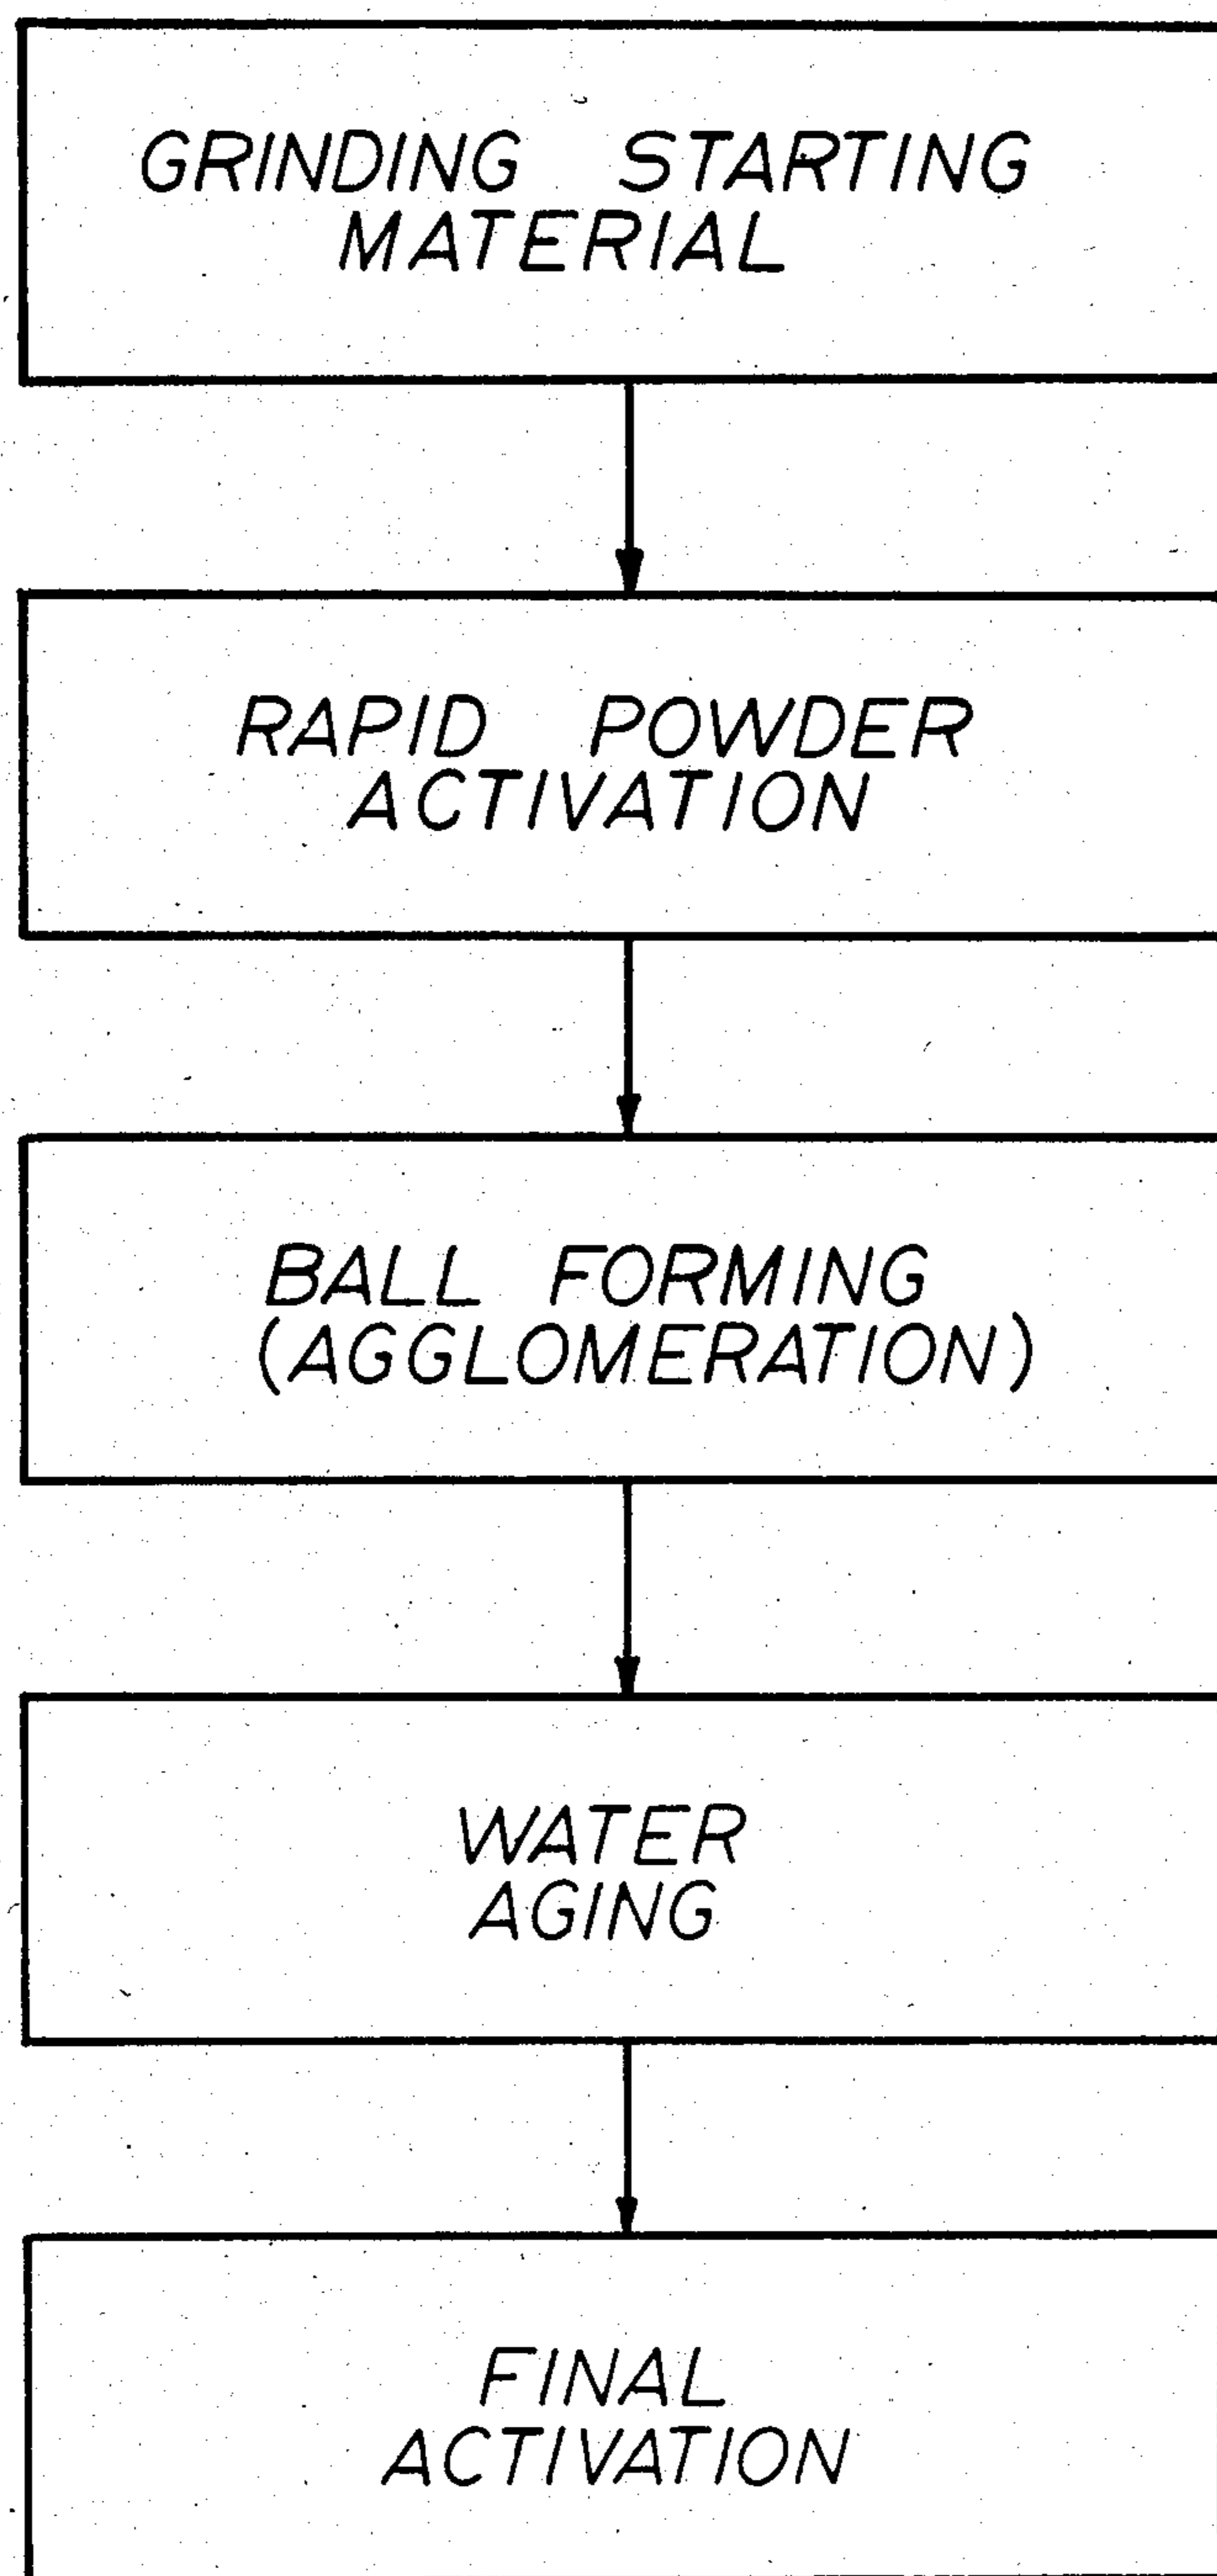 GRINDING STARTING
MATERIAL
RAPID POWDER
ACTIVATION
BALL FORMING
(AGGLOMERATION)
WATER
AGING
FINAL
ACTIVATION